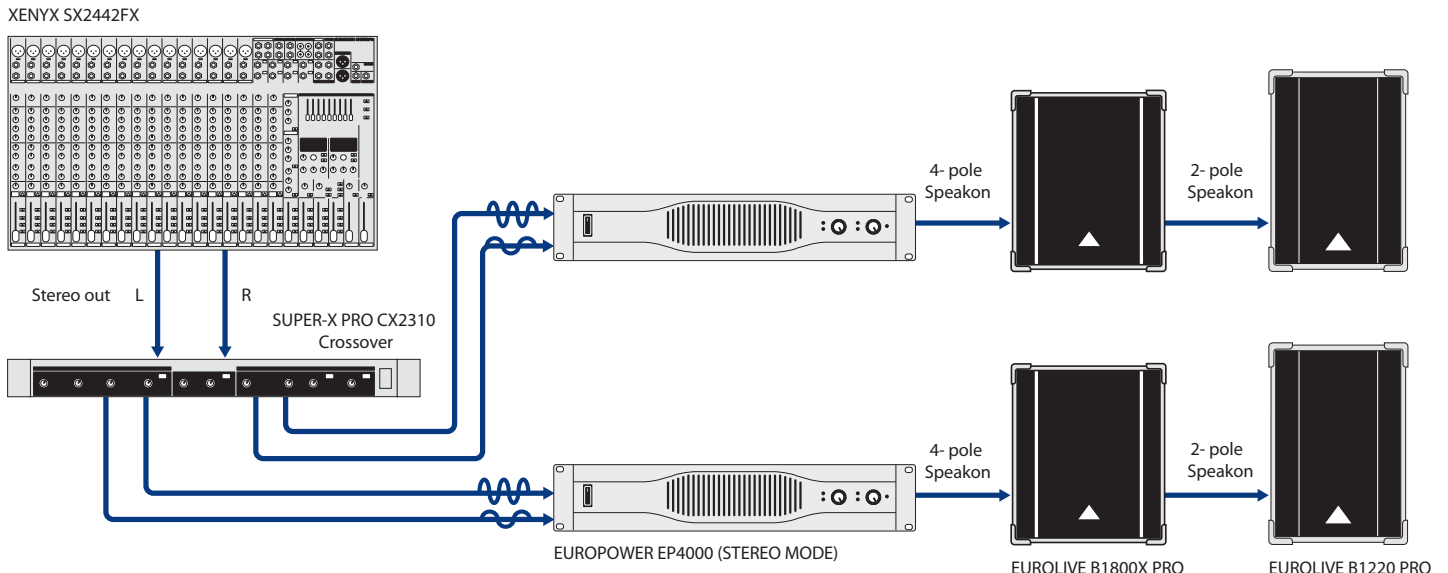 XENYX SX2442FX
4- pole
Speakon
2- pole
Speakon
Stereo out L R
SUPER-X PRO CX2310
Crossover
4- pole
Speakon
2- pole
Speakon
EUROPOWER EP4000 (STEREO MODE)
EUROLIVE B1800X PRO
EUROLIVE B1220 PRO